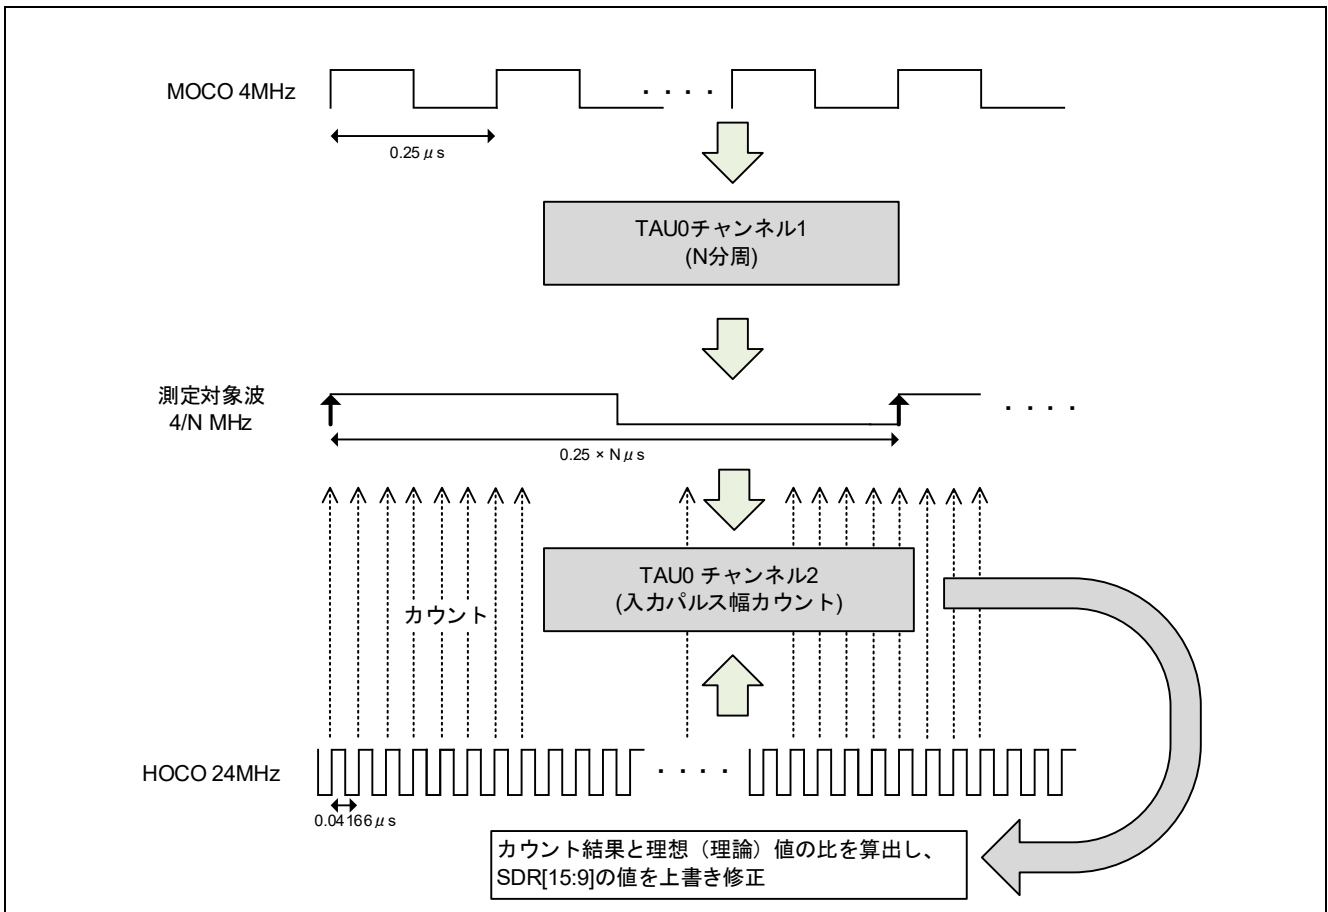 MOCO 4MHz
・・・・
0.25 μ s
TAU0チャンネル1
(N分周)
測定対象波
4/N MHz
・・・・
0.25 × N μ s
TAU0 チャンネル2
(入力パルス幅カウント)
カウント
HOCO 24MHz
・・・・
0.04166 μ s
カウント結果と理想（理論）値の比を算出し、
SDR[15:9]の値を上書き修正